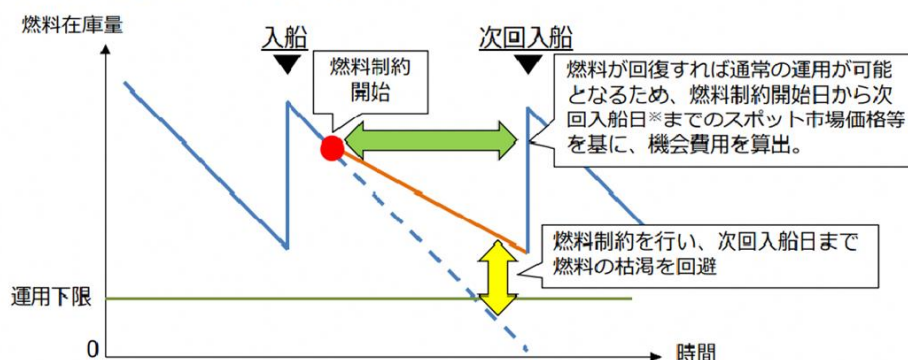 燃料在庫量
入船
次回入船
燃料制約
開始
燃料が回復すれば通常の運用が可能
となるため、燃料制約開始日から次
回入船日※までのスポット市場価格等
を基に、機会費用を算出。
燃料制約を行い、次回入船日まで
燃料の枯渇を回避
運用下限
0
時間